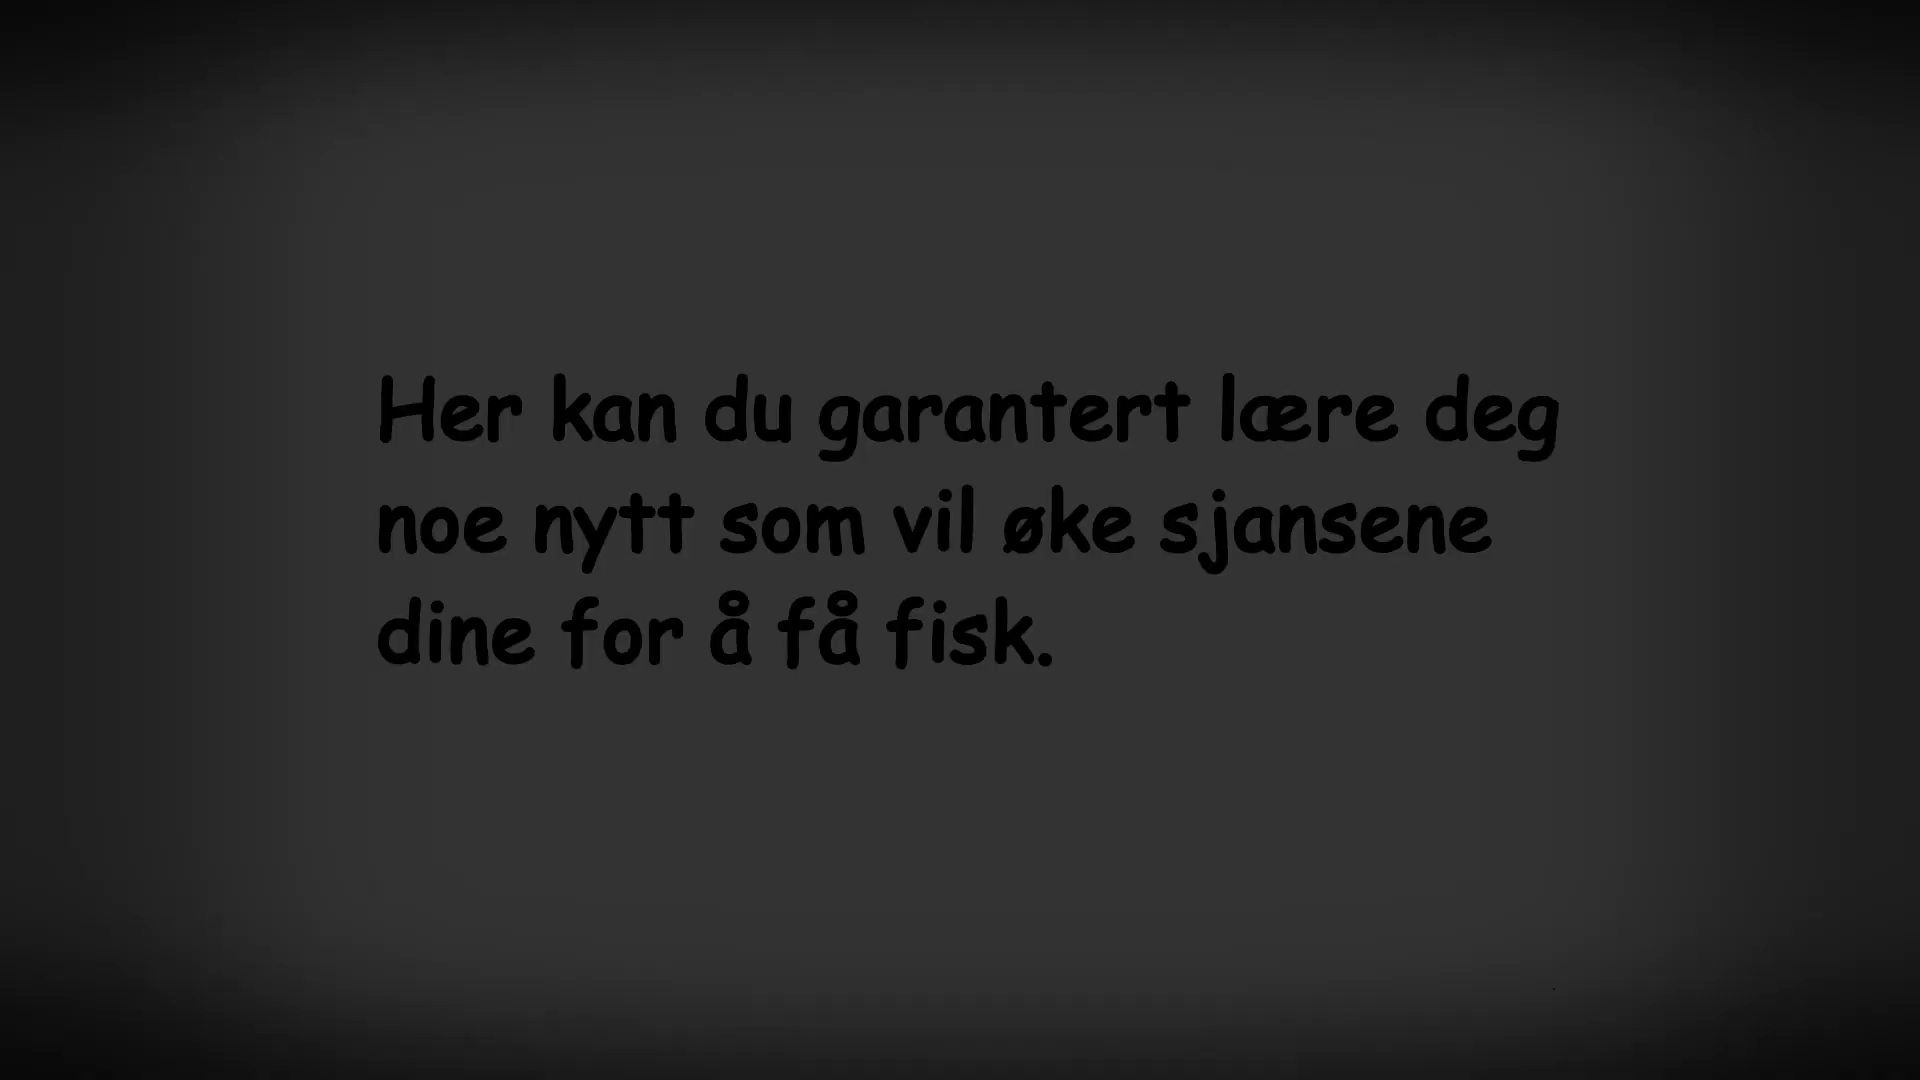 Her kan du garantert lære deg
noe nytt som vil øke sjansene
dine for å få fisk.